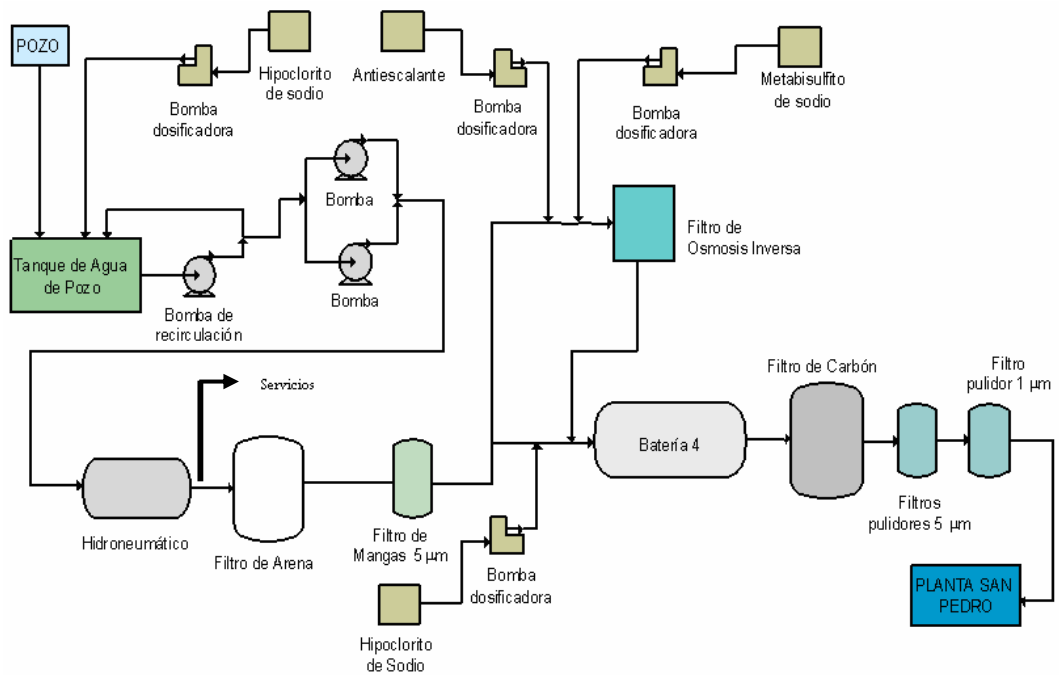 POZO
Hipoclorito
de sodio
Bomba
dosificadora
Antiescalante
Bomba
dosificadora
Metabisulfito
de sodio
Bomba
dosificadora
Bomba
Bomba
Tanque de Agua
de Pozo
Bomba de
recirculación
Filtro de
Osmosis Inversa
Servicios
Filtro de Carbón
Filtro
pulidor 1 µm
Batería 4
Hidroneumático
Filtro de Arena
Filtro de
Mangas 5 µm
Bomba
dosificadora
Hipoclorito
de Sodio
Filtros
pulidores 5 µm
PLANTA SAN
PEDRO